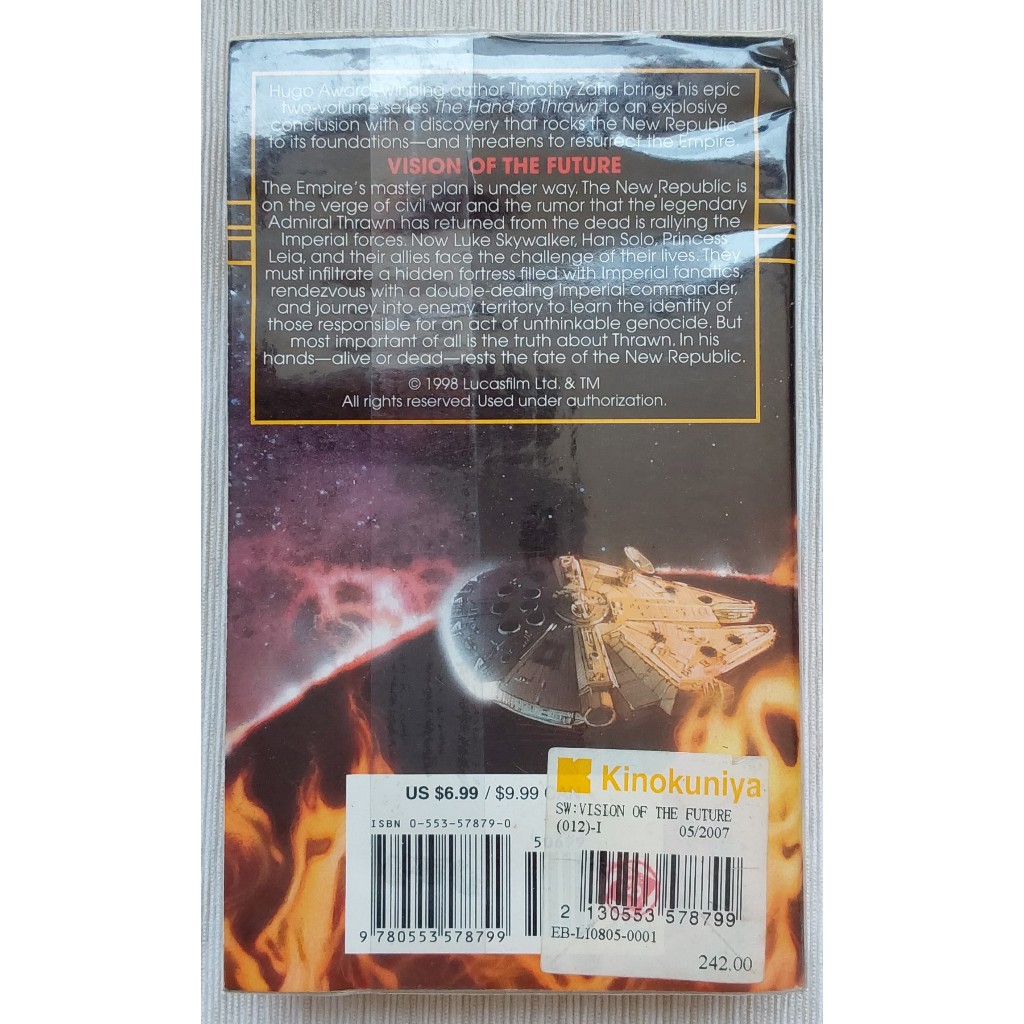 Hugo Award-winning author Timothy Zahn brings his epic
two-volume series The Hand of Thrawn to an explosive
conclusion with a discovery that rocks the New Republic
to its foundations—and threatens to resurrect the Empire.
VISION OF THE FUTURE
The Empire's master plan is under way. The New Republic is
on the verge of civil war and the rumor that the legendary
Admiral Thrawn has returned from the dead is rallying the
Imperial forces. Now Luke Skywalker, Han Solo, Princess
Leia, and their allies face the challenge of their lives. They
must infiltrate a hidden fortress filled with Imperial fanatics,
rendezvous with a double-dealing Imperial commander,
and journey into enemy territory to learn the identity of
those responsible for an act of unthinkable genocide. But
most important of all is the truth about Thrawn. In his
hands—alive or dead—rests the fate of the New Republic.
© 1998 Lucasfilm Ltd. & TM
All rights reserved. Used under authorization.
US $6.99 / $9.99
ISBN 0-553-57879-0
9 780553 578799
Kinokuniya
SW:VISION OF THE FUTURE
(012)-I 05/2007
2 130553 578799
EB-LI0805-0001
242.00